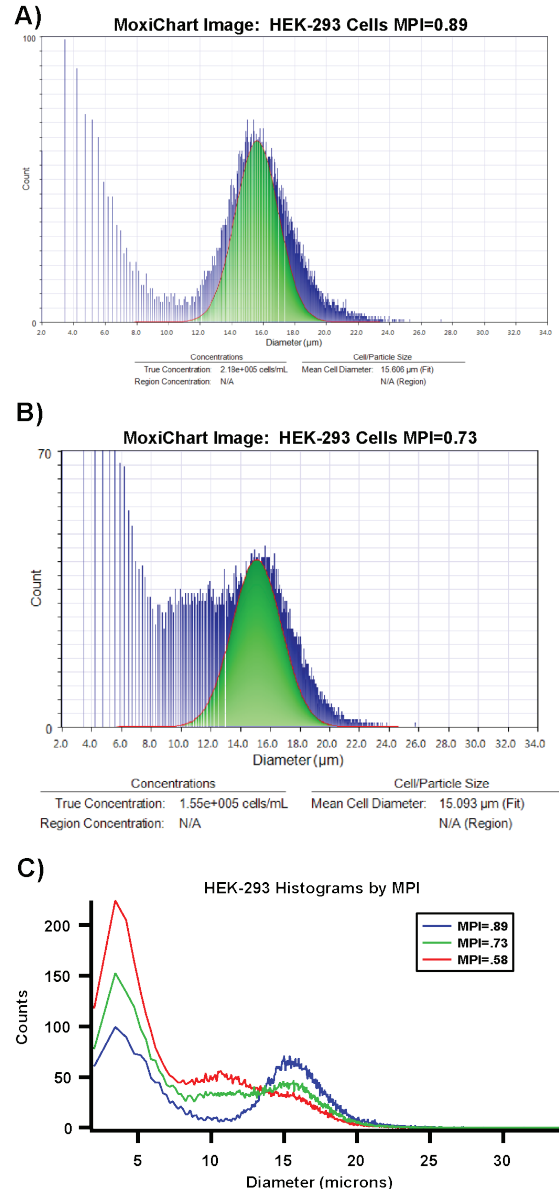 A)
MoxiChart Image: HEK-293 Cells MPI=0.89
100
Count
0
2.0 4.0 6.0 8.0 10.0 12.0 14.0 16.0 18.0 20.0 22.0 24.0 26.0 28.0 30.0 32.0 34.0
Diameter (µm)
Concentrations Cell/Particle Size
True Concentration: 2.18e+005 cells/mL Mean Cell Diameter: 15.606 µm (Fit)
Region Concentration: N/A N/A (Region)
B)
MoxiChart Image: HEK-293 Cells MPI=0.73
70
Count
0
2.0 4.0 6.0 8.0 10.0 12.0 14.0 16.0 18.0 20.0 22.0 24.0 26.0 28.0 30.0 32.0 34.0
Diameter (µm)
Concentrations Cell/Particle Size
True Concentration: 1.55e+005 cells/mL Mean Cell Diameter: 15.093 µm (Fit)
Region Concentration: N/A N/A (Region)
C)
HEK-293 Histograms by MPI
MPI=.89
MPI=.73
MPI=.58
200
150
100
50
0
Counts
5 10 15 20 25 30
Diameter (microns)